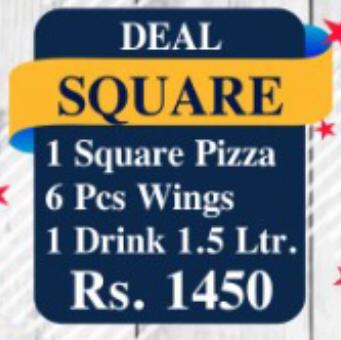 DEAL
SQUARE
1 Square Pizza
6 Pcs Wings
1 Drink 1.5 Ltr.
Rs. 1450